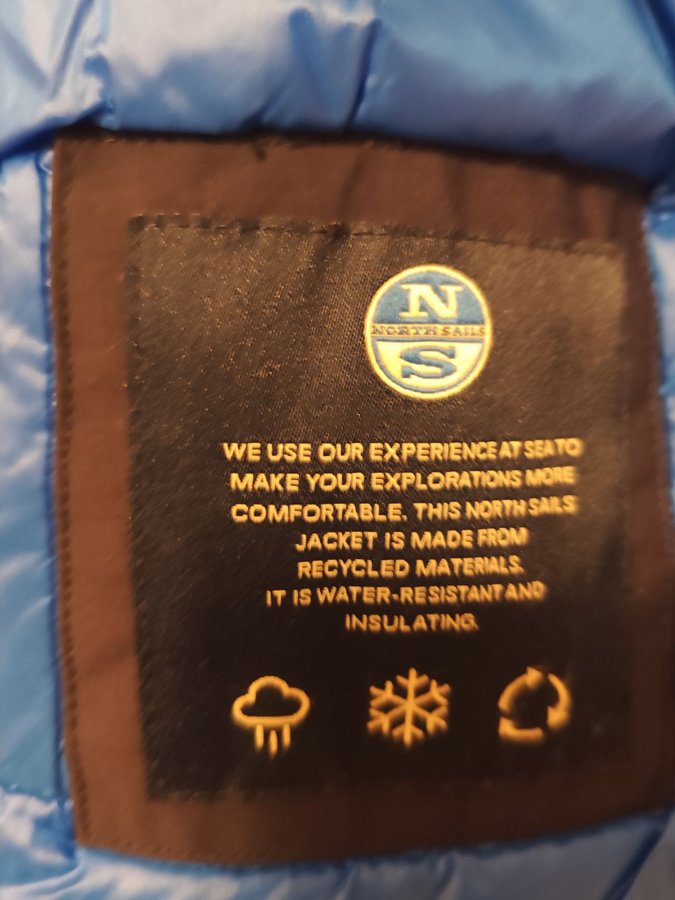 N
NORTH SAILS
S
WE USE OUR EXPERIENCE AT SEA TO
MAKE YOUR EXPLORATIONS MORE
COMFORTABLE. THIS NORTH SAILS
JACKET IS MADE FROM
RECYCLED MATERIALS.
IT IS WATER-RESISTANT AND
INSULATING.